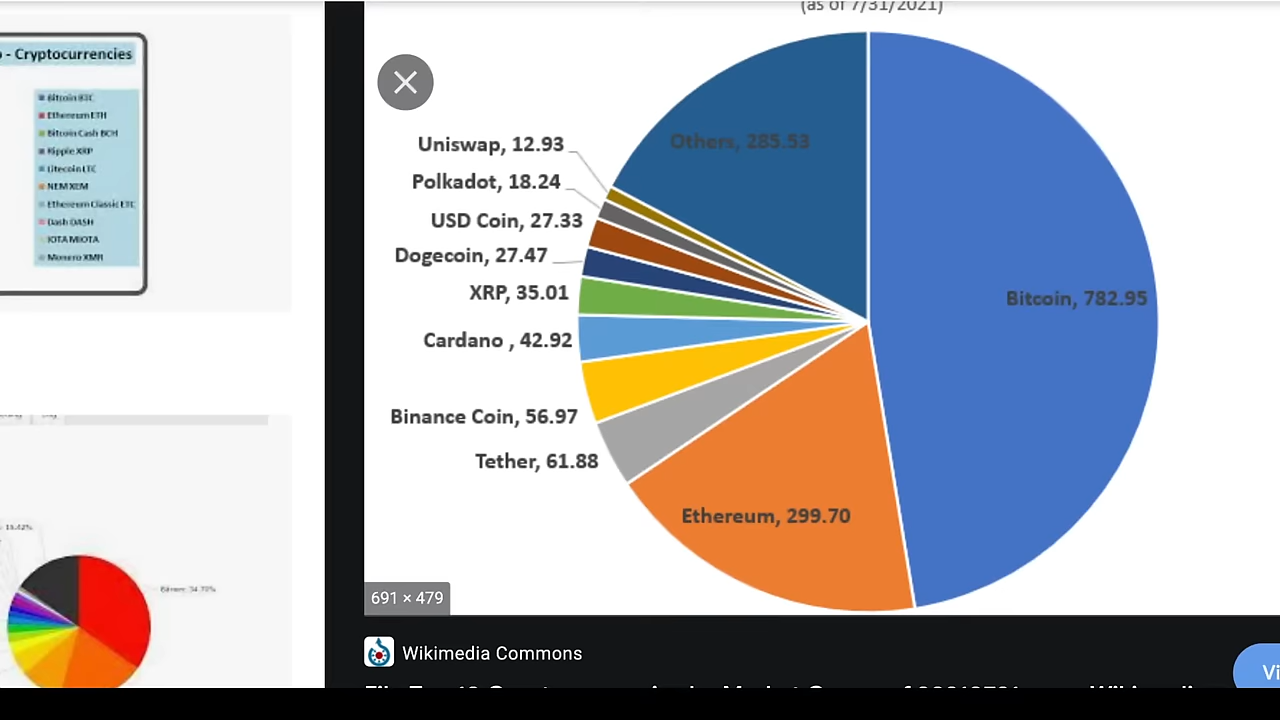 - Cryptocurrencies
Bitcoin BTC
Ethereum ETH
Bitcoin Cash BCH
Ripple XRP
Litecoin LTC
NEM XEM
Ethereum Classic ETC
Dash DASH
IOTA MIOTA
Monero XMR
(as of 7/31/2021)
Others, 285.53
Uniswap, 12.93
Polkadot, 18.24
USD Coin, 27.33
Dogecoin, 27.47
XRP, 35.01
Cardano , 42.92
Binance Coin, 56.97
Tether, 61.88
Ethereum, 299.70
Bitcoin, 782.95
691 × 479
Wikimedia Commons
Vi